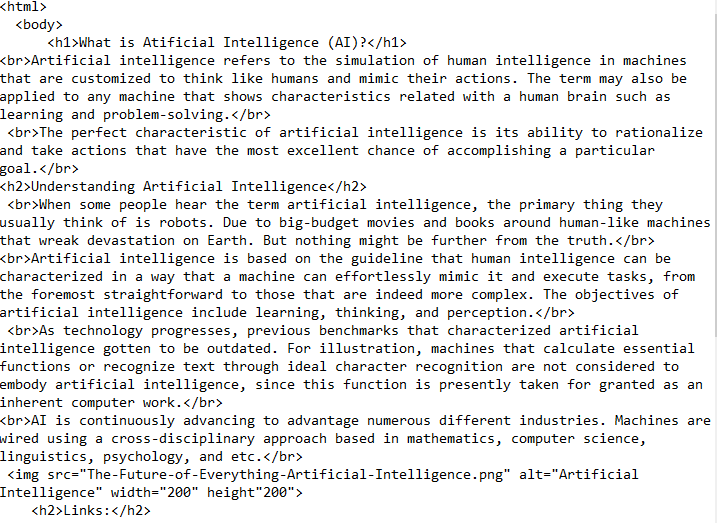 <html>
<body>
<h1>What is Atificial Intelligence (AI)?</h1>
<br>Artificial intelligence refers to the simulation of human intelligence in machines
that are customized to think like humans and mimic their actions. The term may also be
applied to any machine that shows characteristics related with a human brain such as
learning and problem-solving.</br>
<br>The perfect characteristic of artificial intelligence is its ability to rationalize
and take actions that have the most excellent chance of accomplishing a particular
goal.</br>
<h2>Understanding Artificial Intelligence</h2>
<br>When some people hear the term artificial intelligence, the primary thing they
usually think of is robots. Due to big-budget movies and books around human-like machines
that wreak devastation on Earth. But nothing might be further from the truth.</br>
<br>Artificial intelligence is based on the guideline that human intelligence can be
characterized in a way that a machine can effortlessly mimic it and execute tasks, from
the foremost straightforward to those that are indeed more complex. The objectives of
artificial intelligence include learning, thinking, and perception.</br>
<br>As technology progresses, previous benchmarks that characterized artificial
intelligence gotten to be outdated. For illustration, machines that calculate essential
functions or recognize text through ideal character recognition are not considered to
embody artificial intelligence, since this function is presently taken for granted as an
inherent computer work.</br>
<br>AI is continuously advancing to advantage numerous different industries. Machines are
wired using a cross-disciplinary approach based in mathematics, computer science,
linguistics, psychology, and etc.</br>
<img src="The-Future-of-Everything-Artificial-Intelligence.png" alt="Artificial
Intelligence" width="200" height"200">
<h2>Links:</h2>